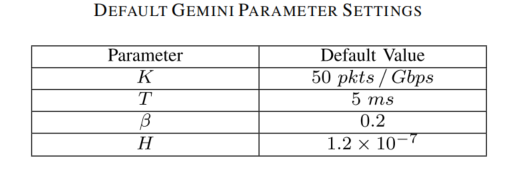 DEFAULT GEMINI PARAMETER SETTINGS
Parameter Default Value
K 50 pkts / Gbps
T 5 ms
β 0.2
H 1.2 × 10⁻⁷